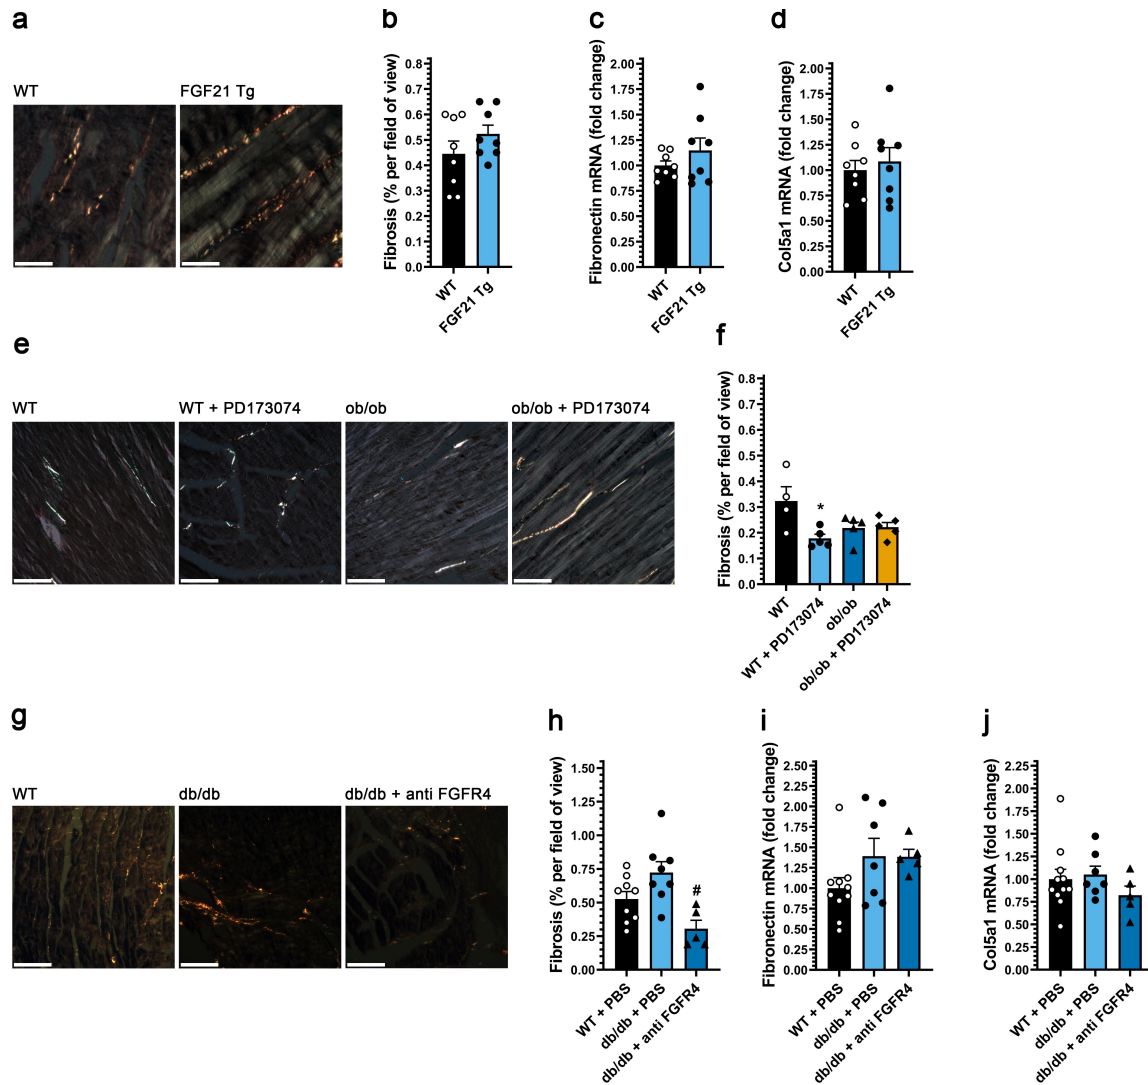 a
WT
FGF21 Tg
b
Fibrosis (% per field of view)
0.8
0.7
0.6
0.5
0.4
0.3
0.2
0.1
0.0
WT
FGF21 Tg
c
Fibronectin mRNA (fold change)
2.00
1.75
1.50
1.25
1.00
0.75
0.50
0.25
0.00
WT
FGF21 Tg
d
Col5a1 mRNA (fold change)
2.00
1.75
1.50
1.25
1.00
0.75
0.50
0.25
0.00
WT
FGF21 Tg
e
WT
WT + PD173074
ob/ob
ob/ob + PD173074
f
Fibrosis (% per field of view)
0.8
0.7
0.6
0.5
0.4
0.3
0.2
0.1
0.0
*
WT
WT + PD173074
ob/ob
ob/ob + PD173074
g
WT
db/db
db/db + anti FGFR4
h
Fibrosis (% per field of view)
1.50
1.25
1.00
0.75
0.50
0.25
0.00
#
WT + PBS
db/db + PBS
db/db + anti FGFR4
i
Fibronectin mRNA (fold change)
2.50
2.25
2.00
1.75
1.50
1.25
1.00
0.75
0.50
0.25
0.00
WT + PBS
db/db + PBS
db/db + anti FGFR4
j
Col5a1 mRNA (fold change)
2.25
2.00
1.75
1.50
1.25
1.00
0.75
0.50
0.25
0.00
WT + PBS
db/db + PBS
db/db + anti FGFR4